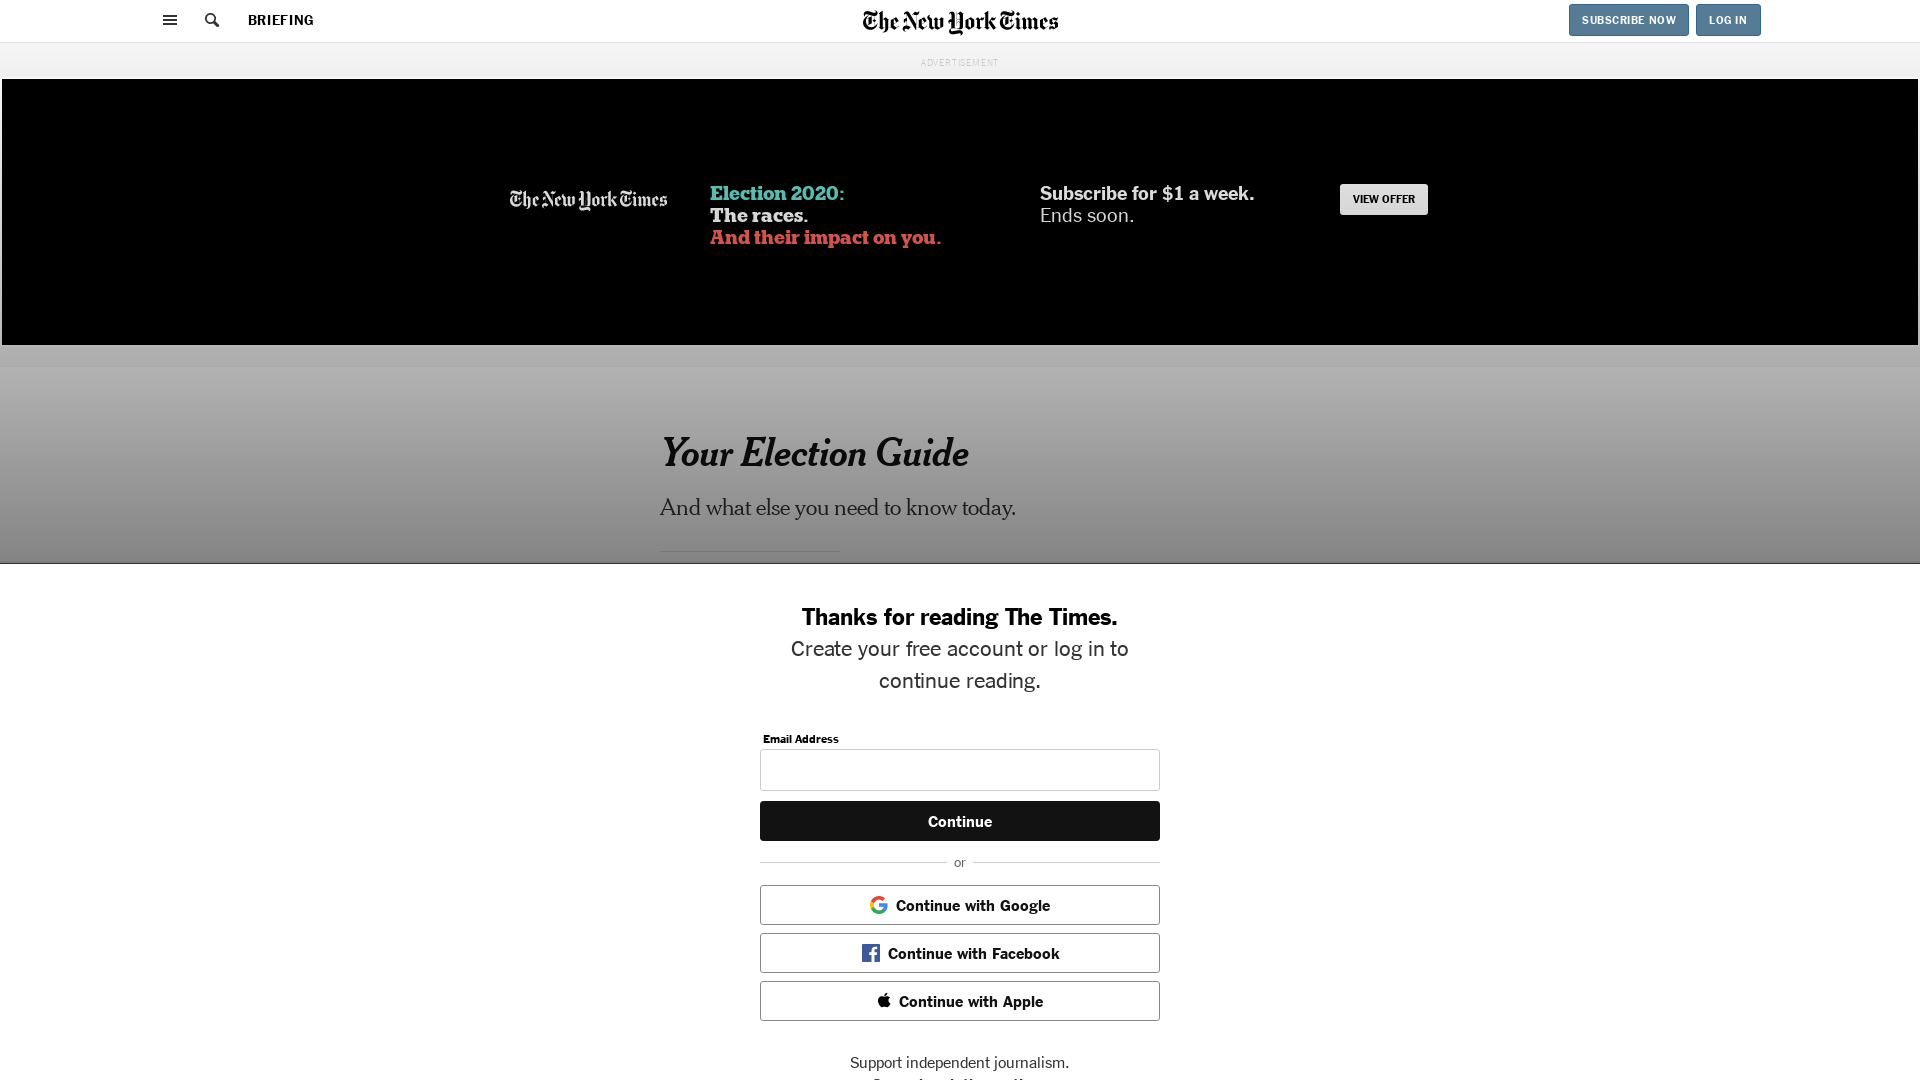 BRIEFING
The New York Times
SUBSCRIBE NOW
LOG IN
ADVERTISEMENT
The New York Times
Election 2020:
The races.
And their impact on you.
Subscribe for $1 a week.
Ends soon.
VIEW OFFER
Your Election Guide
And what else you need to know today.
Thanks for reading The Times.
Create your free account or log in to
continue reading.
Email Address
Continue
or
Continue with Google
Continue with Facebook
Continue with Apple
Support independent journalism.